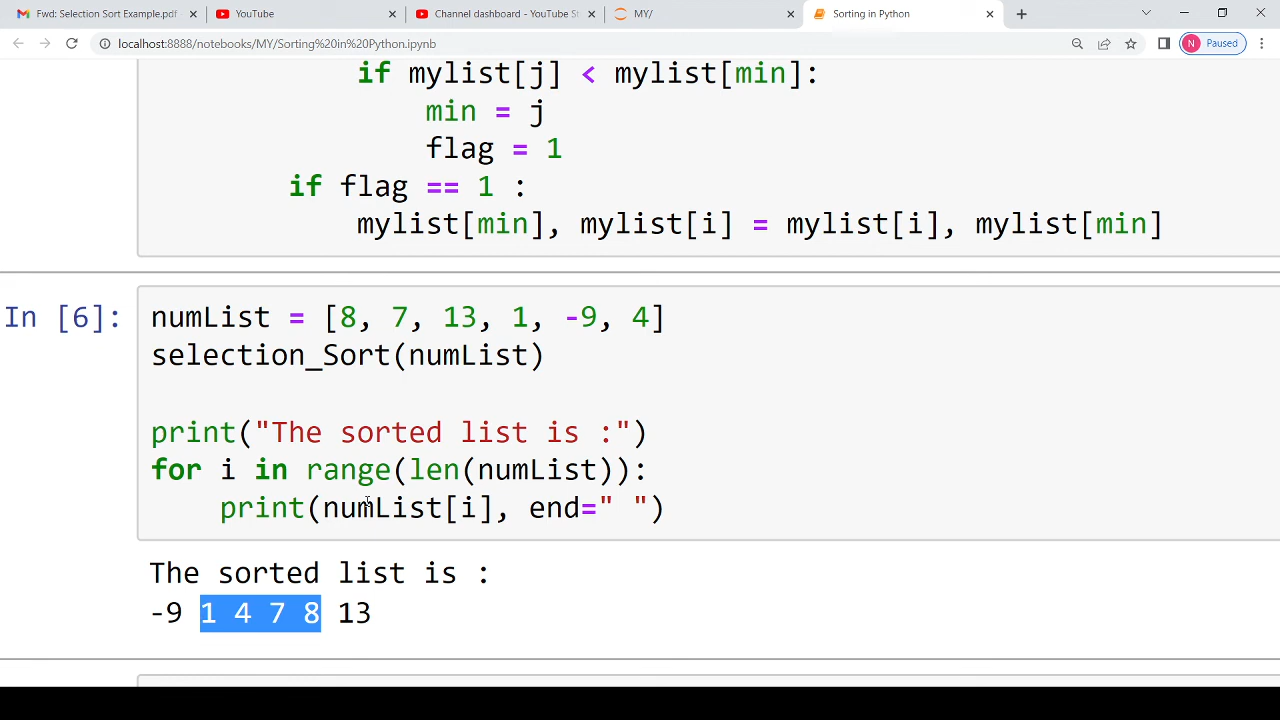 Fwd: Selection Sort Example.pdf
YouTube
Channel dashboard - YouTube St
MY/
Sorting in Python
localhost:8888/notebooks/MY/Sorting%20in%20Python.ipynb
N Paused
if mylist[j] < mylist[min]:
min = j
flag = 1
if flag == 1 :
mylist[min], mylist[i] = mylist[i], mylist[min]
In [6]:
numList = [8, 7, 13, 1, -9, 4]
selection_Sort(numList)
print("The sorted list is :")
for i in range(len(numList)):
print(numList[i], end=" ")
The sorted list is :
-9 1 4 7 8 13